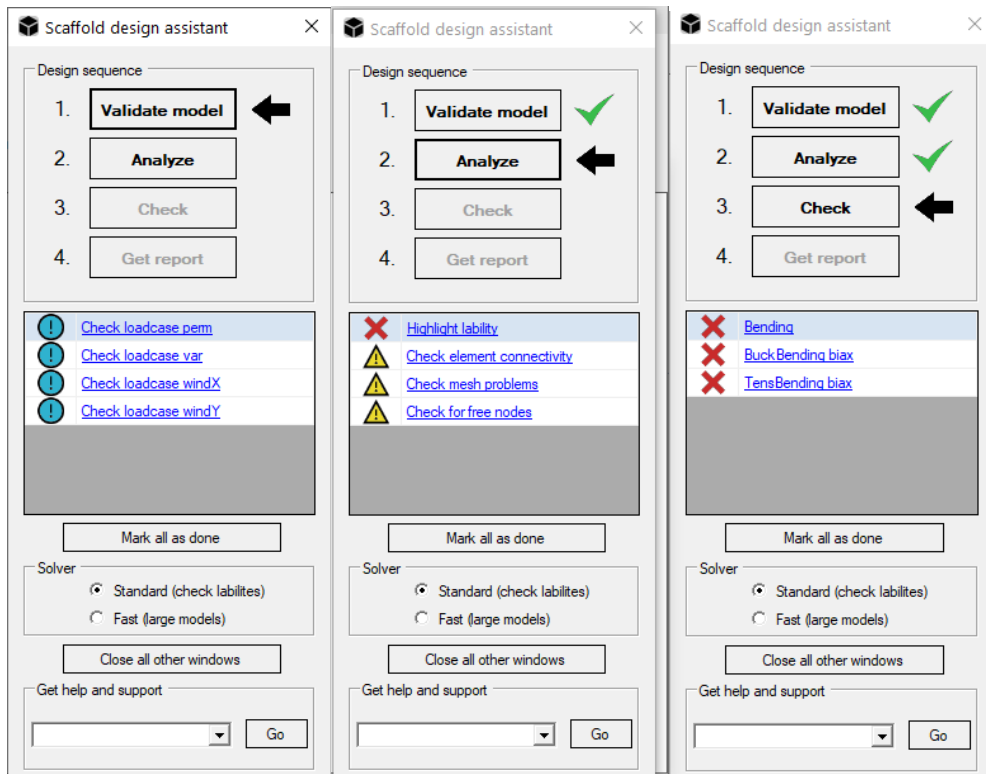 Scaffold design assistant
Design sequence
1. Validate model
2. Analyze
3. Check
4. Get report
Check loadcase perm
Check loadcase var
Check loadcase windX
Check loadcase windY
Mark all as done
Solver
Standard (check labilites)
Fast (large models)
Close all other windows
Get help and support
Go
Scaffold design assistant
Design sequence
1. Validate model
2. Analyze
3. Check
4. Get report
Highlight lability
Check element connectivity
Check mesh problems
Check for free nodes
Mark all as done
Solver
Standard (check labilites)
Fast (large models)
Close all other windows
Get help and support
Go
Scaffold design assistant
Design sequence
1. Validate model
2. Analyze
3. Check
4. Get report
Bending
BuckBending biax
TensBending biax
Mark all as done
Solver
Standard (check labilites)
Fast (large models)
Close all other windows
Get help and support
Go